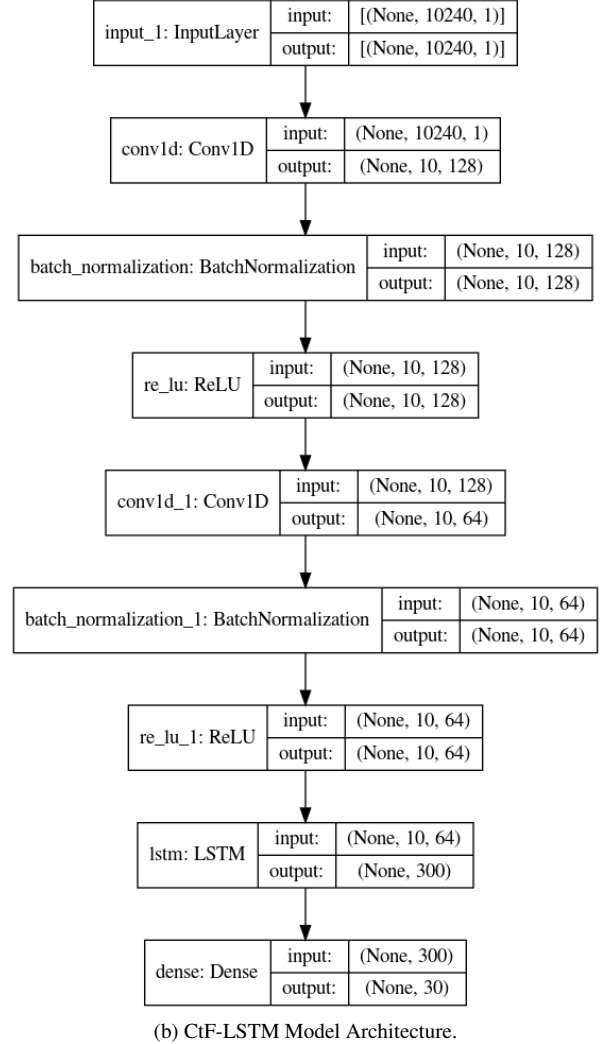 input_1: InputLayer
input: [(None, 10240, 1)]
output: [(None, 10240, 1)]
conv1d: Conv1D
input: (None, 10240, 1)
output: (None, 10, 128)
batch_normalization: BatchNormalization
input: (None, 10, 128)
output: (None, 10, 128)
re_lu: ReLU
input: (None, 10, 128)
output: (None, 10, 128)
conv1d_1: Conv1D
input: (None, 10, 128)
output: (None, 10, 64)
batch_normalization_1: BatchNormalization
input: (None, 10, 64)
output: (None, 10, 64)
re_lu_1: ReLU
input: (None, 10, 64)
output: (None, 10, 64)
lstm: LSTM
input: (None, 10, 64)
output: (None, 300)
dense: Dense
input: (None, 300)
output: (None, 30)
(b) CtF-LSTM Model Architecture.